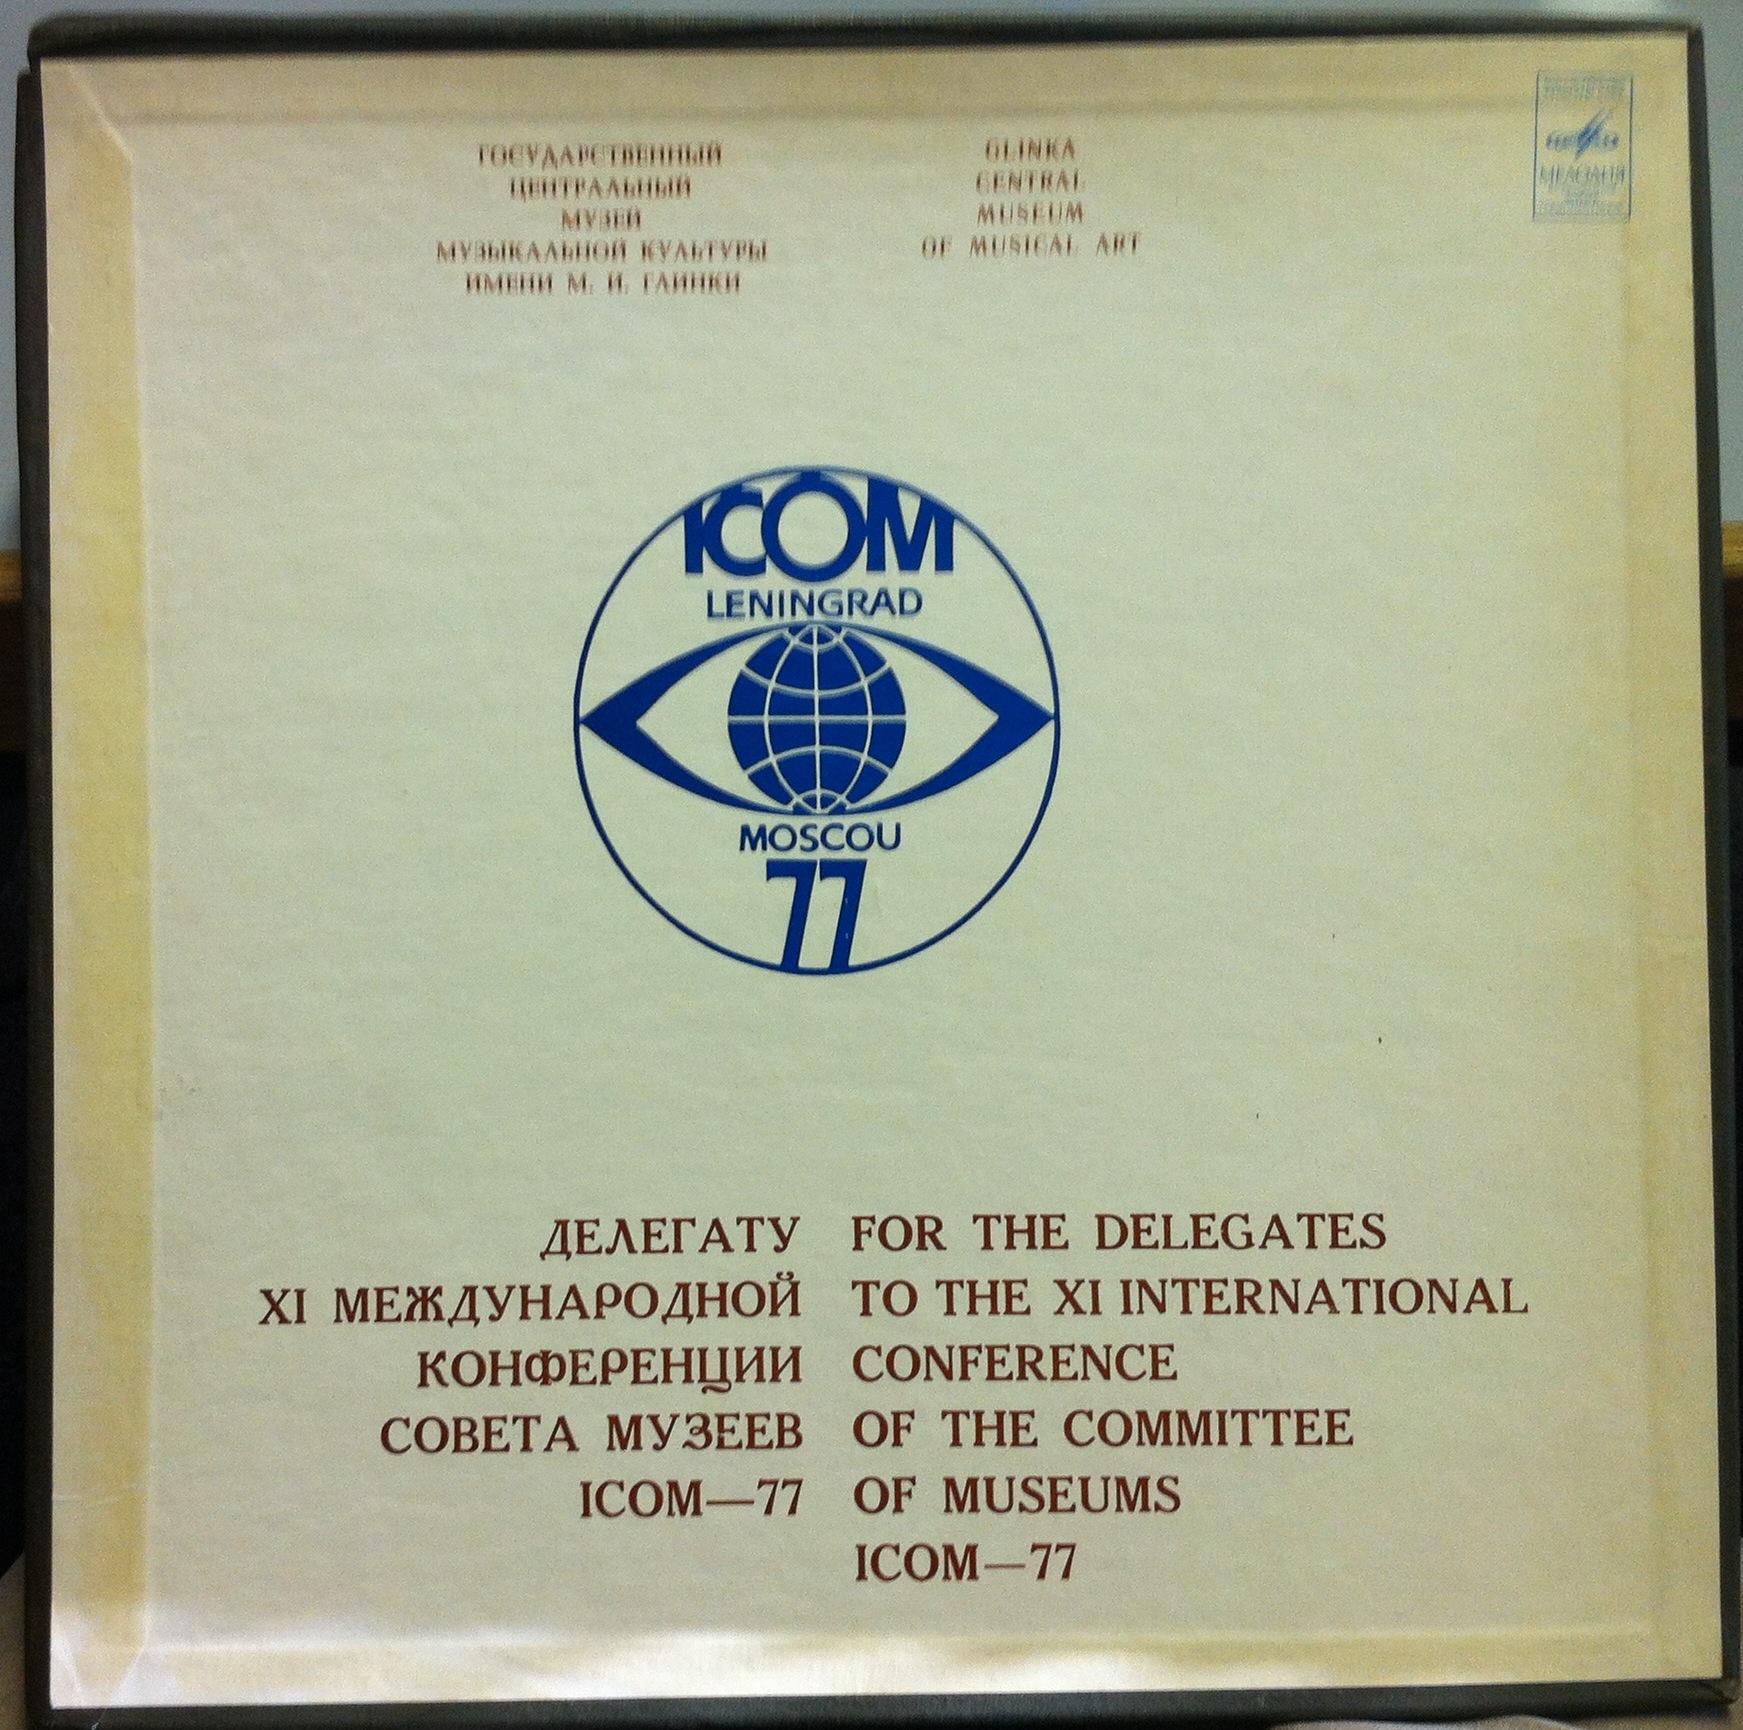 ГОСУДАРСТВЕННЫЙ
ЦЕНТРАЛЬНЫЙ
МУЗЕЙ
МУЗЫКАЛЬНОЙ КУЛЬТУРЫ
ИМЕНИ М. И. ГЛИНКИ
GLINKA
CENTRAL
MUSEUM
OF MUSICAL ART
МЕЛОДИЯ
ICOM
LENINGRAD
MOSCOU
77
ДЕЛЕГАТУ
XI МЕЖДУНАРОДНОЙ
КОНФЕРЕНЦИИ
СОВЕТА МУЗЕЕВ
ICOM—77
FOR THE DELEGATES
TO THE XI INTERNATIONAL
CONFERENCE
OF THE COMMITTEE
OF MUSEUMS
ICOM—77